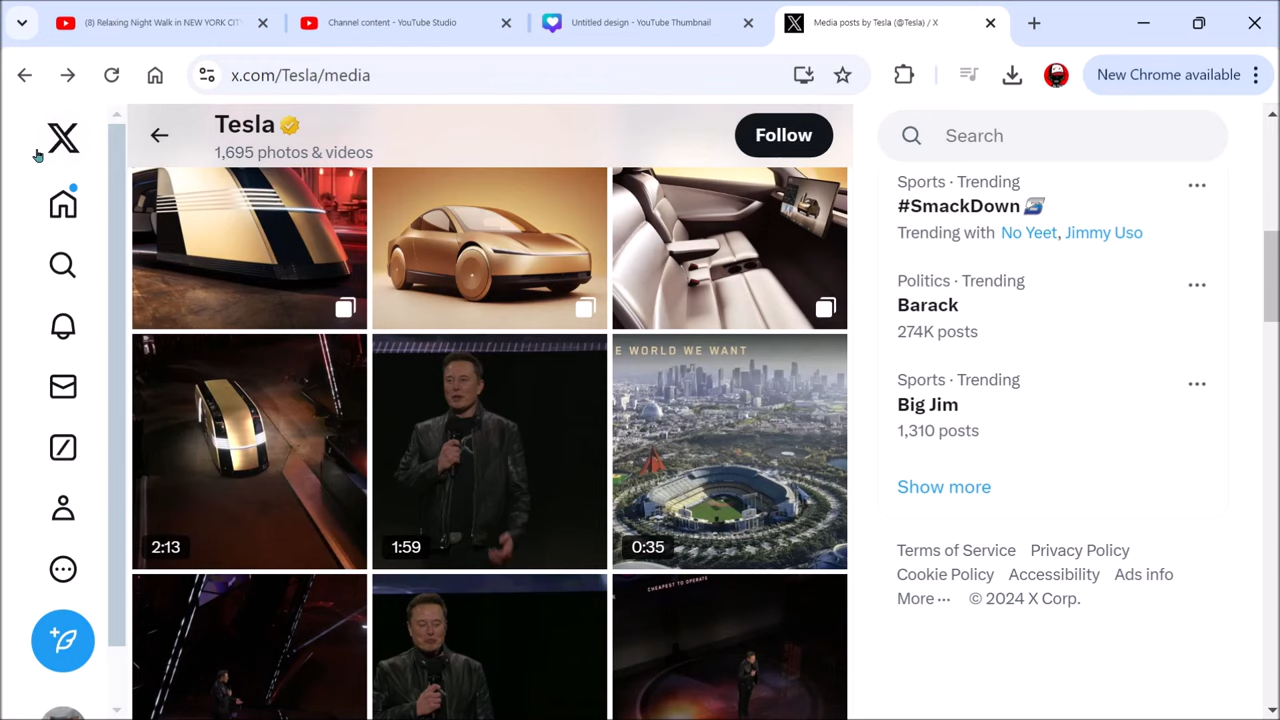 (8) Relaxing Night Walk in NEW YORK CIT
Channel content - YouTube Studio
Untitled design - YouTube Thumbnail
Media posts by Tesla (@Tesla) / X
x.com/Tesla/media
New Chrome available
Tesla
1,695 photos & videos
Follow
Search
Sports · Trending
#SmackDown
Trending with No Yeet, Jimmy Uso
Politics · Trending
Barack
274K posts
Sports · Trending
Big Jim
1,310 posts
Show more
Terms of Service Privacy Policy
Cookie Policy Accessibility Ads info
More ··· © 2024 X Corp.
E WORLD WE WANT
2:13
1:59
0:35
CHEAPEST TO OPERATE